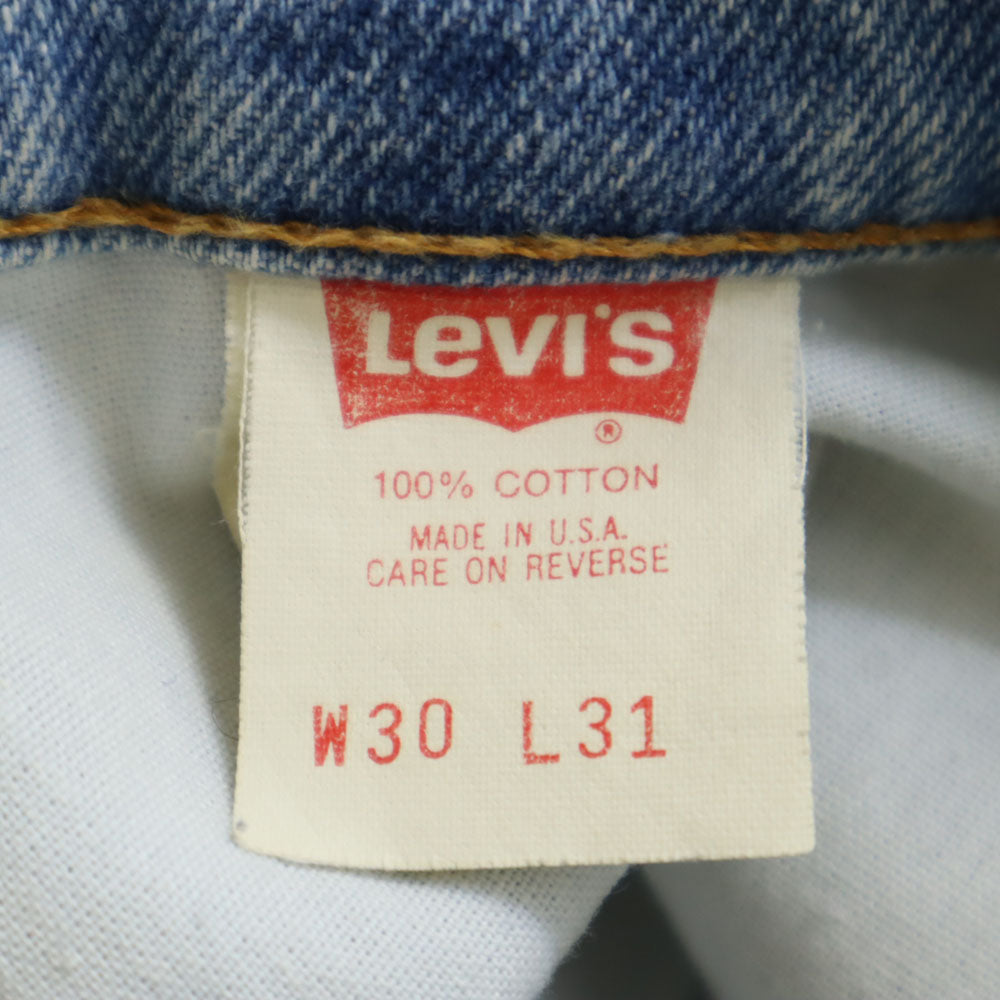 Levi's
®
100% COTTON
MADE IN U.S.A.
CARE ON REVERSE
W30 L31